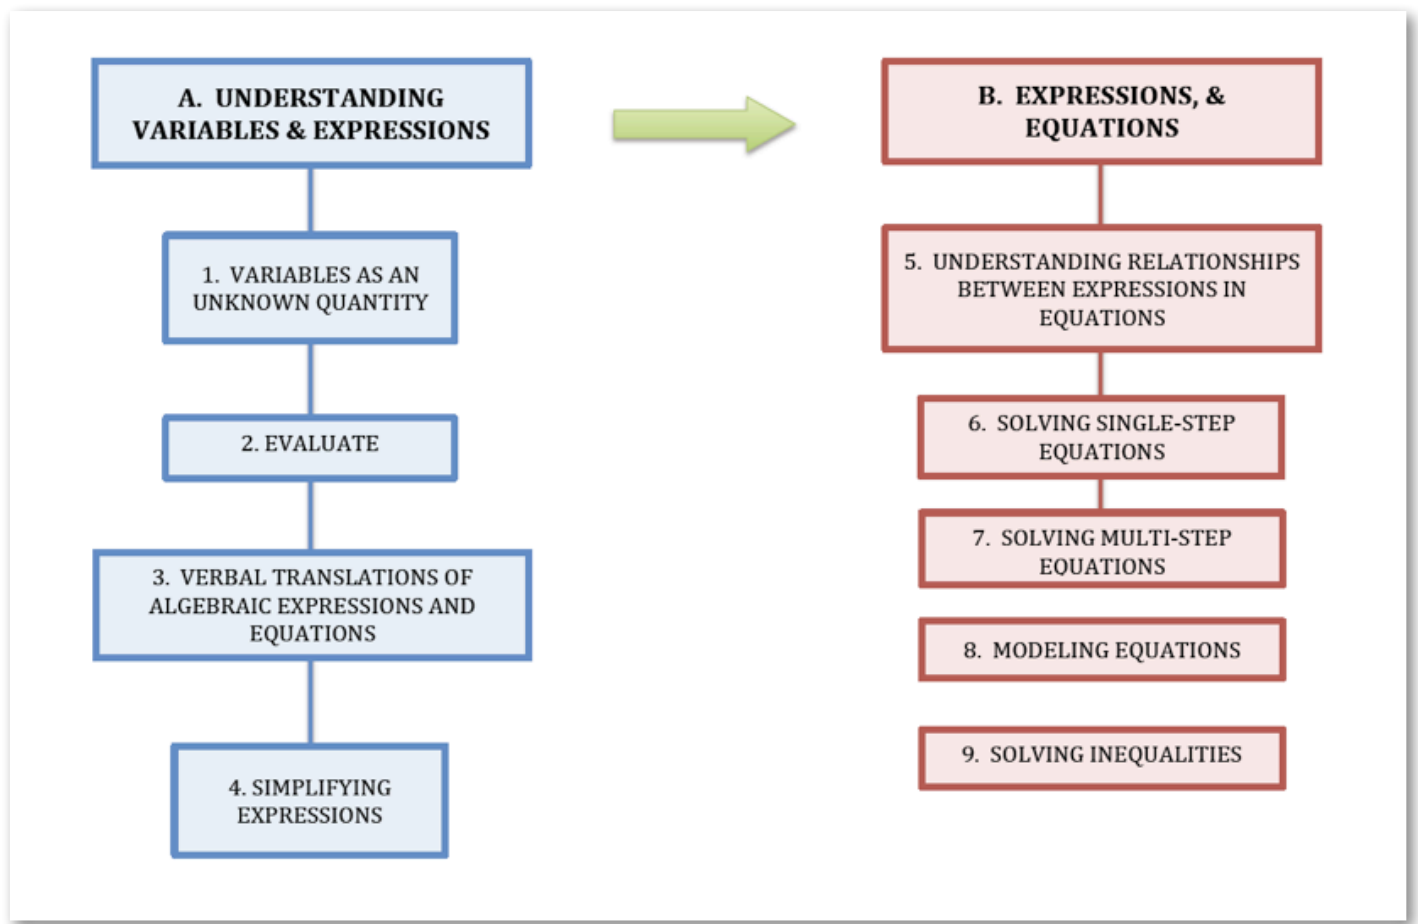 A. UNDERSTANDING
VARIABLES & EXPRESSIONS
1. VARIABLES AS AN
UNKNOWN QUANTITY
2. EVALUATE
3. VERBAL TRANSLATIONS OF
ALGEBRAIC EXPRESSIONS AND
EQUATIONS
4. SIMPLIFYING
EXPRESSIONS
B. EXPRESSIONS, &
EQUATIONS
5. UNDERSTANDING RELATIONSHIPS
BETWEEN EXPRESSIONS IN
EQUATIONS
6. SOLVING SINGLE-STEP
EQUATIONS
7. SOLVING MULTI-STEP
EQUATIONS
8. MODELING EQUATIONS
9. SOLVING INEQUALITIES